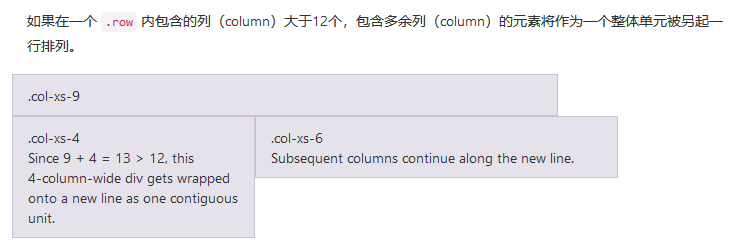 如果在一个 .row 内包含的列（column）大于12个，包含多余列（column）的元素将作为一个整体单元被另起一
行排列。
.col-xs-9
.col-xs-4
Since 9 + 4 = 13 > 12, this
4-column-wide div gets wrapped
onto a new line as one contiguous
unit.
.col-xs-6
Subsequent columns continue along the new line.